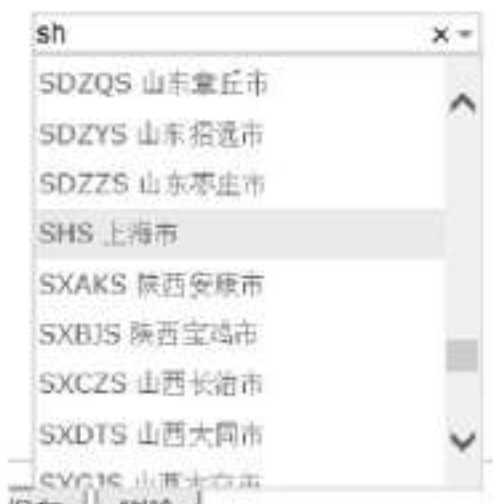 sh
SDZQS 山东章丘市
SDZYS 山东招远市
SDZZS 山东枣庄市
SHS 上海市
SXAKS 陕西安康市
SXBJS 陕西宝鸡市
SXCZS 山西长治市
SXDTS 山西大同市